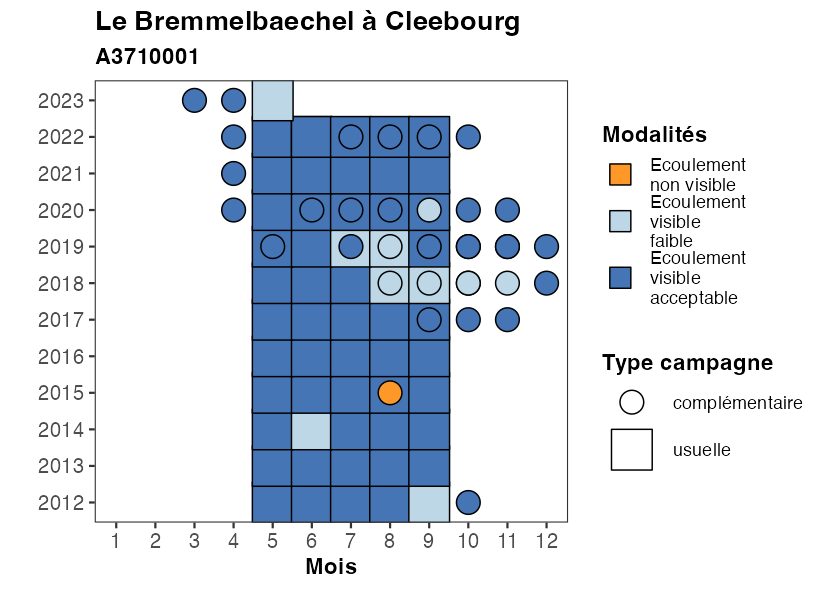 Le Bremmelbaechel à Cleebourg
A3710001
2023
2022
2021
2020
2019
2018
2017
2016
2015
2014
2013
2012
1 2 3 4 5 6 7 8 9 10 11 12
Mois
Modalités
Ecoulement
non visible
Ecoulement
visible
faible
Ecoulement
visible
acceptable
Type campagne
complémentaire
usuelle